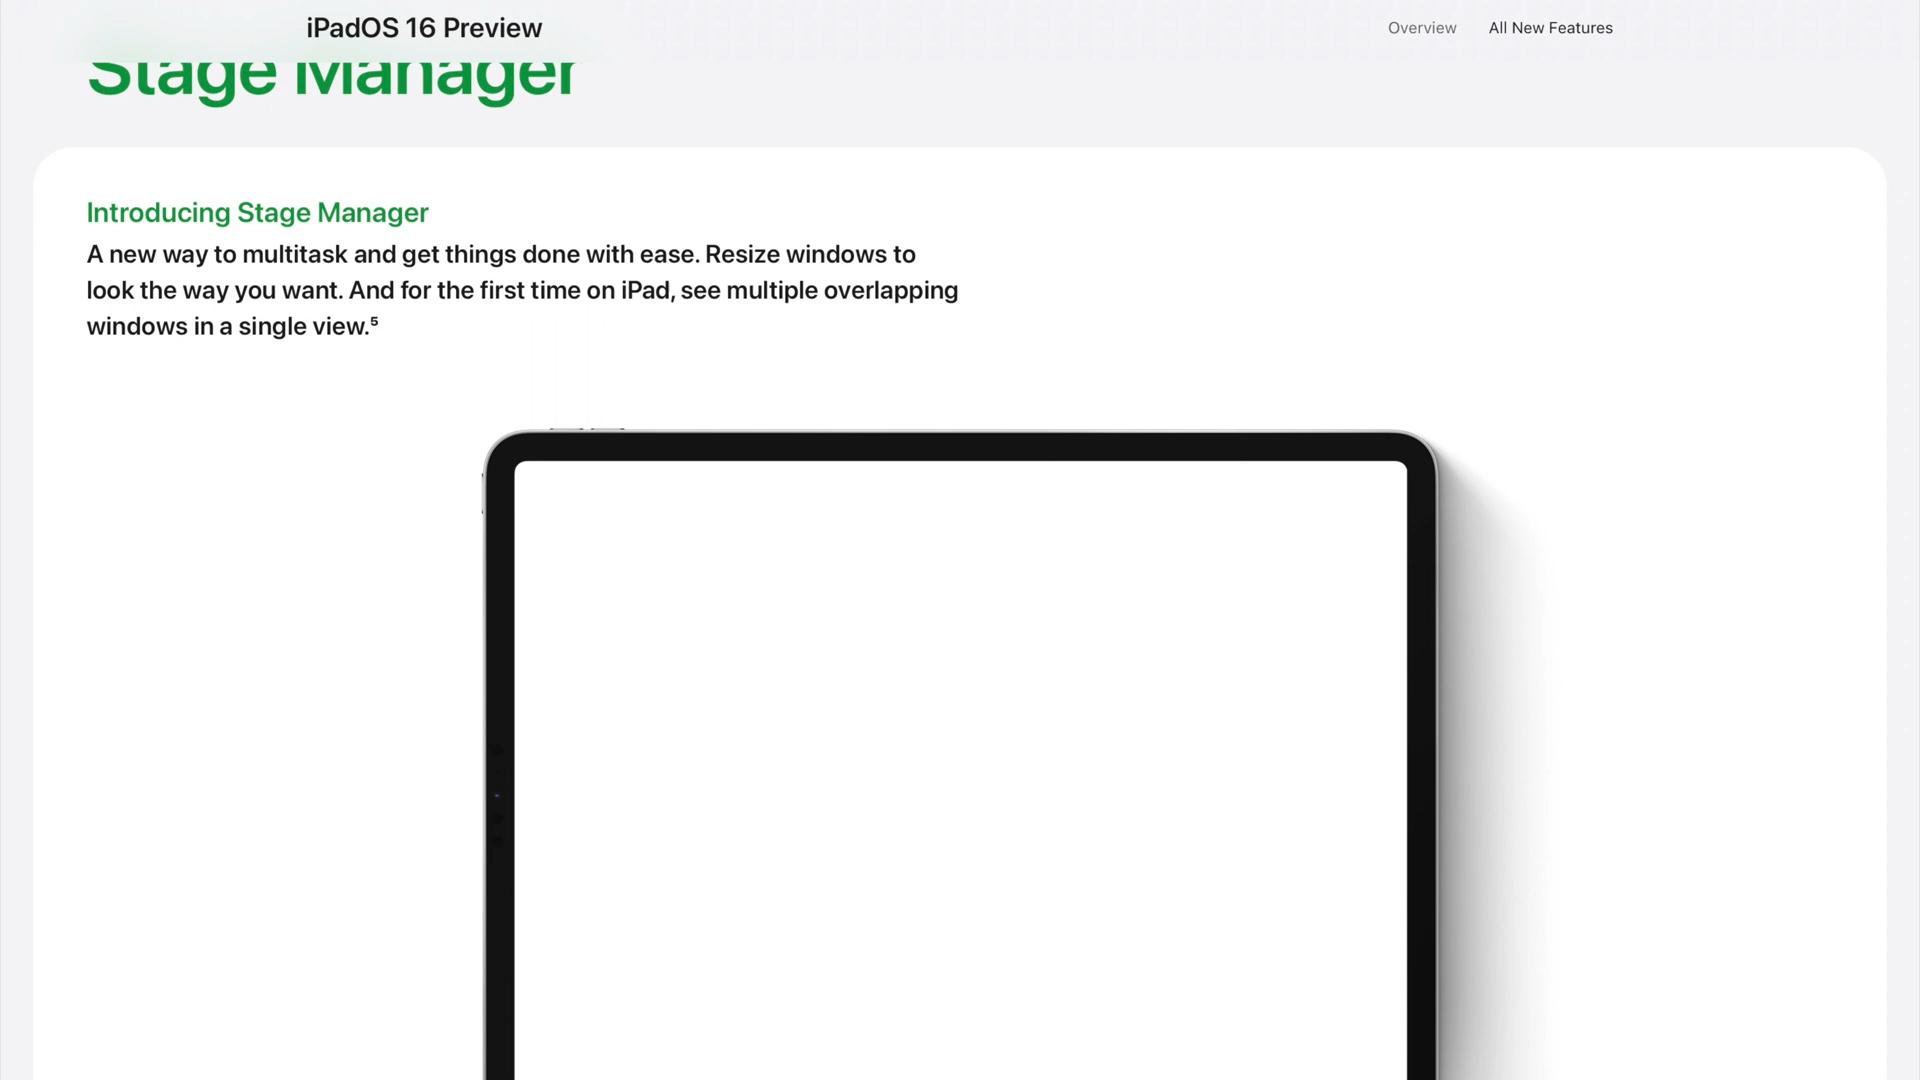 iPadOS 16 Preview
Overview
All New Features
Stage Manager
Introducing Stage Manager
A new way to multitask and get things done with ease. Resize windows to
look the way you want. And for the first time on iPad, see multiple overlapping
windows in a single view.⁵